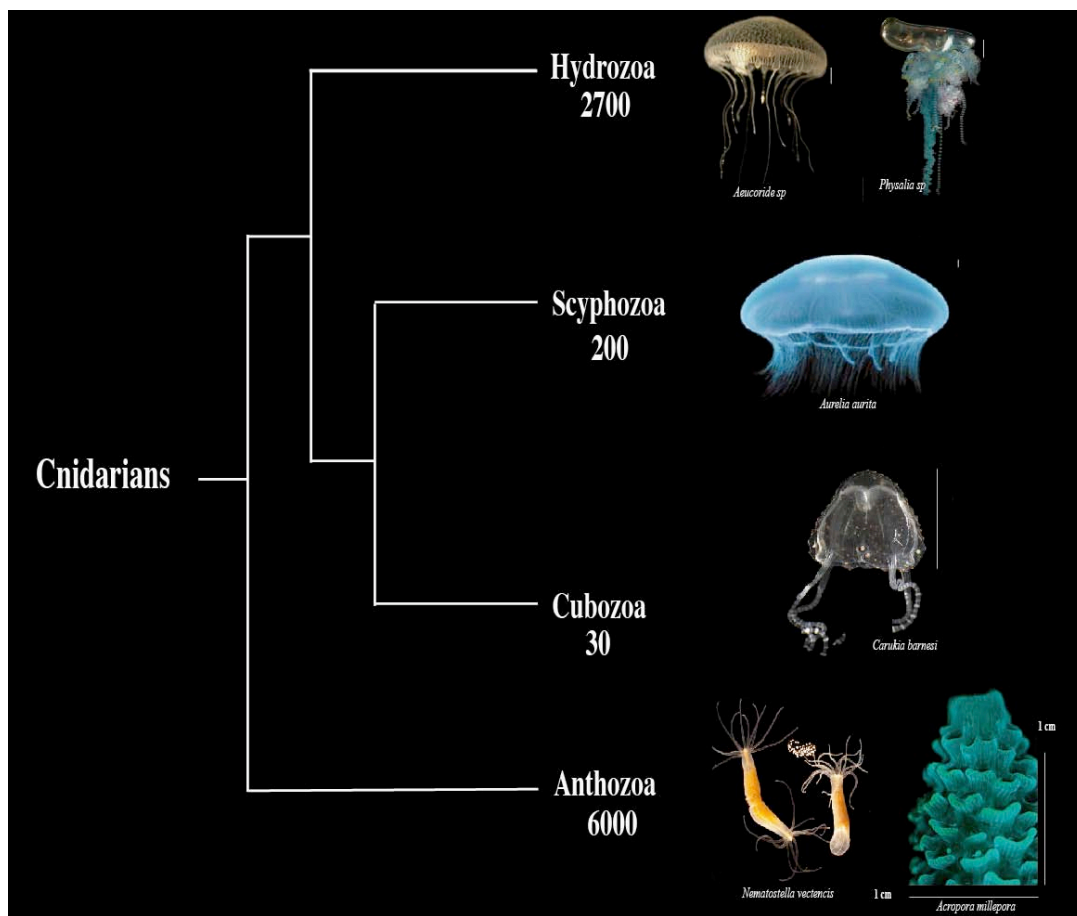 Hydrozoa
2700
Aeucoride sp
Physalia sp
Scyphozoa
200
Aurelia aurita
Cnidarians
Cubozoa
30
Carukia barnesi
Anthozoa
6000
1 cm
Nematostella vectencis
1 cm
Acropora millepora